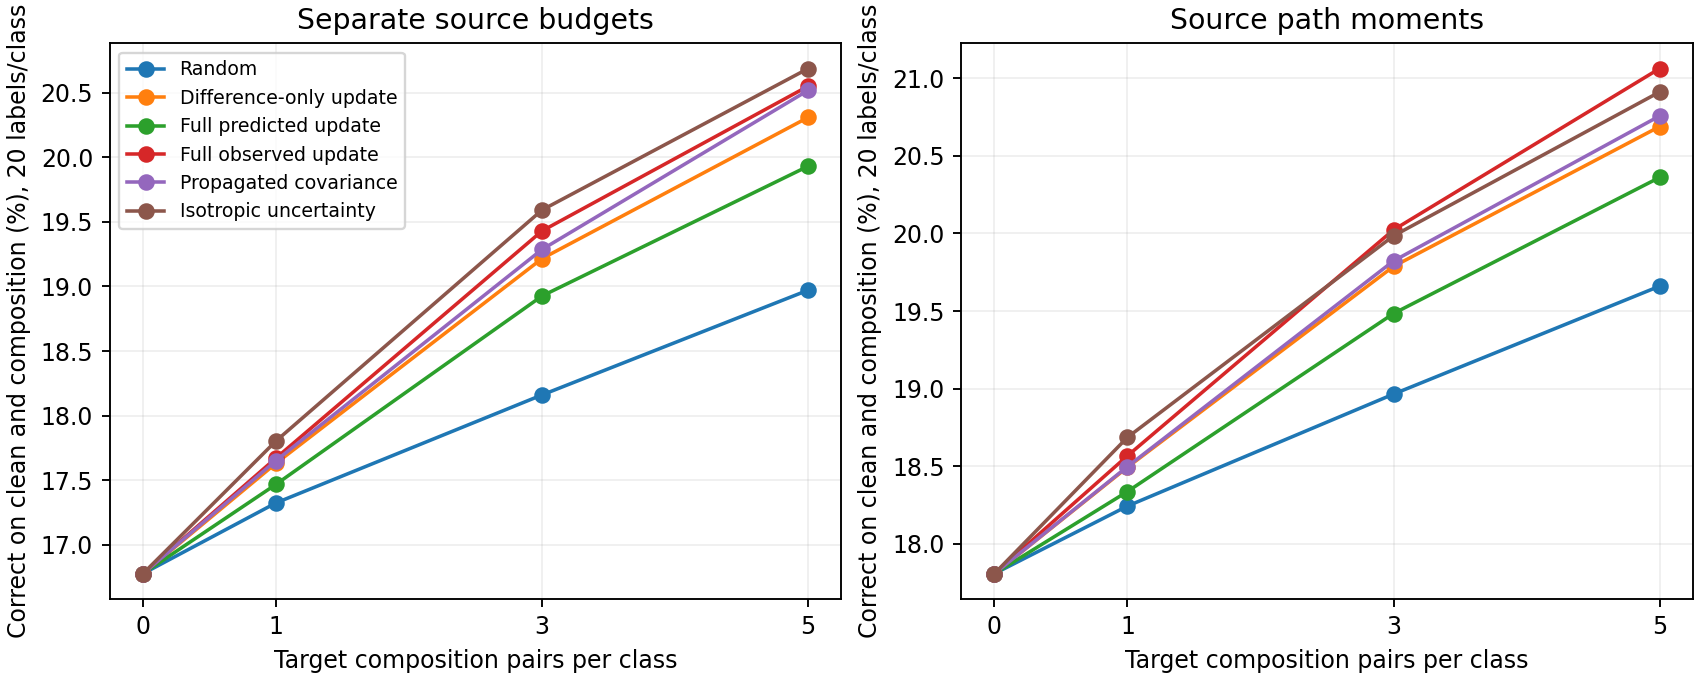 Separate source budgets
Correct on clean and composition (%), 20 labels/class
Random
Difference-only update
Full predicted update
Full observed update
Propagated covariance
Isotropic uncertainty
20.5
20.0
19.5
19.0
18.5
18.0
17.5
17.0
0 1 3 5
Target composition pairs per class
Source path moments
Correct on clean and composition (%), 20 labels/class
21.0
20.5
20.0
19.5
19.0
18.5
18.0
0 1 3 5
Target composition pairs per class